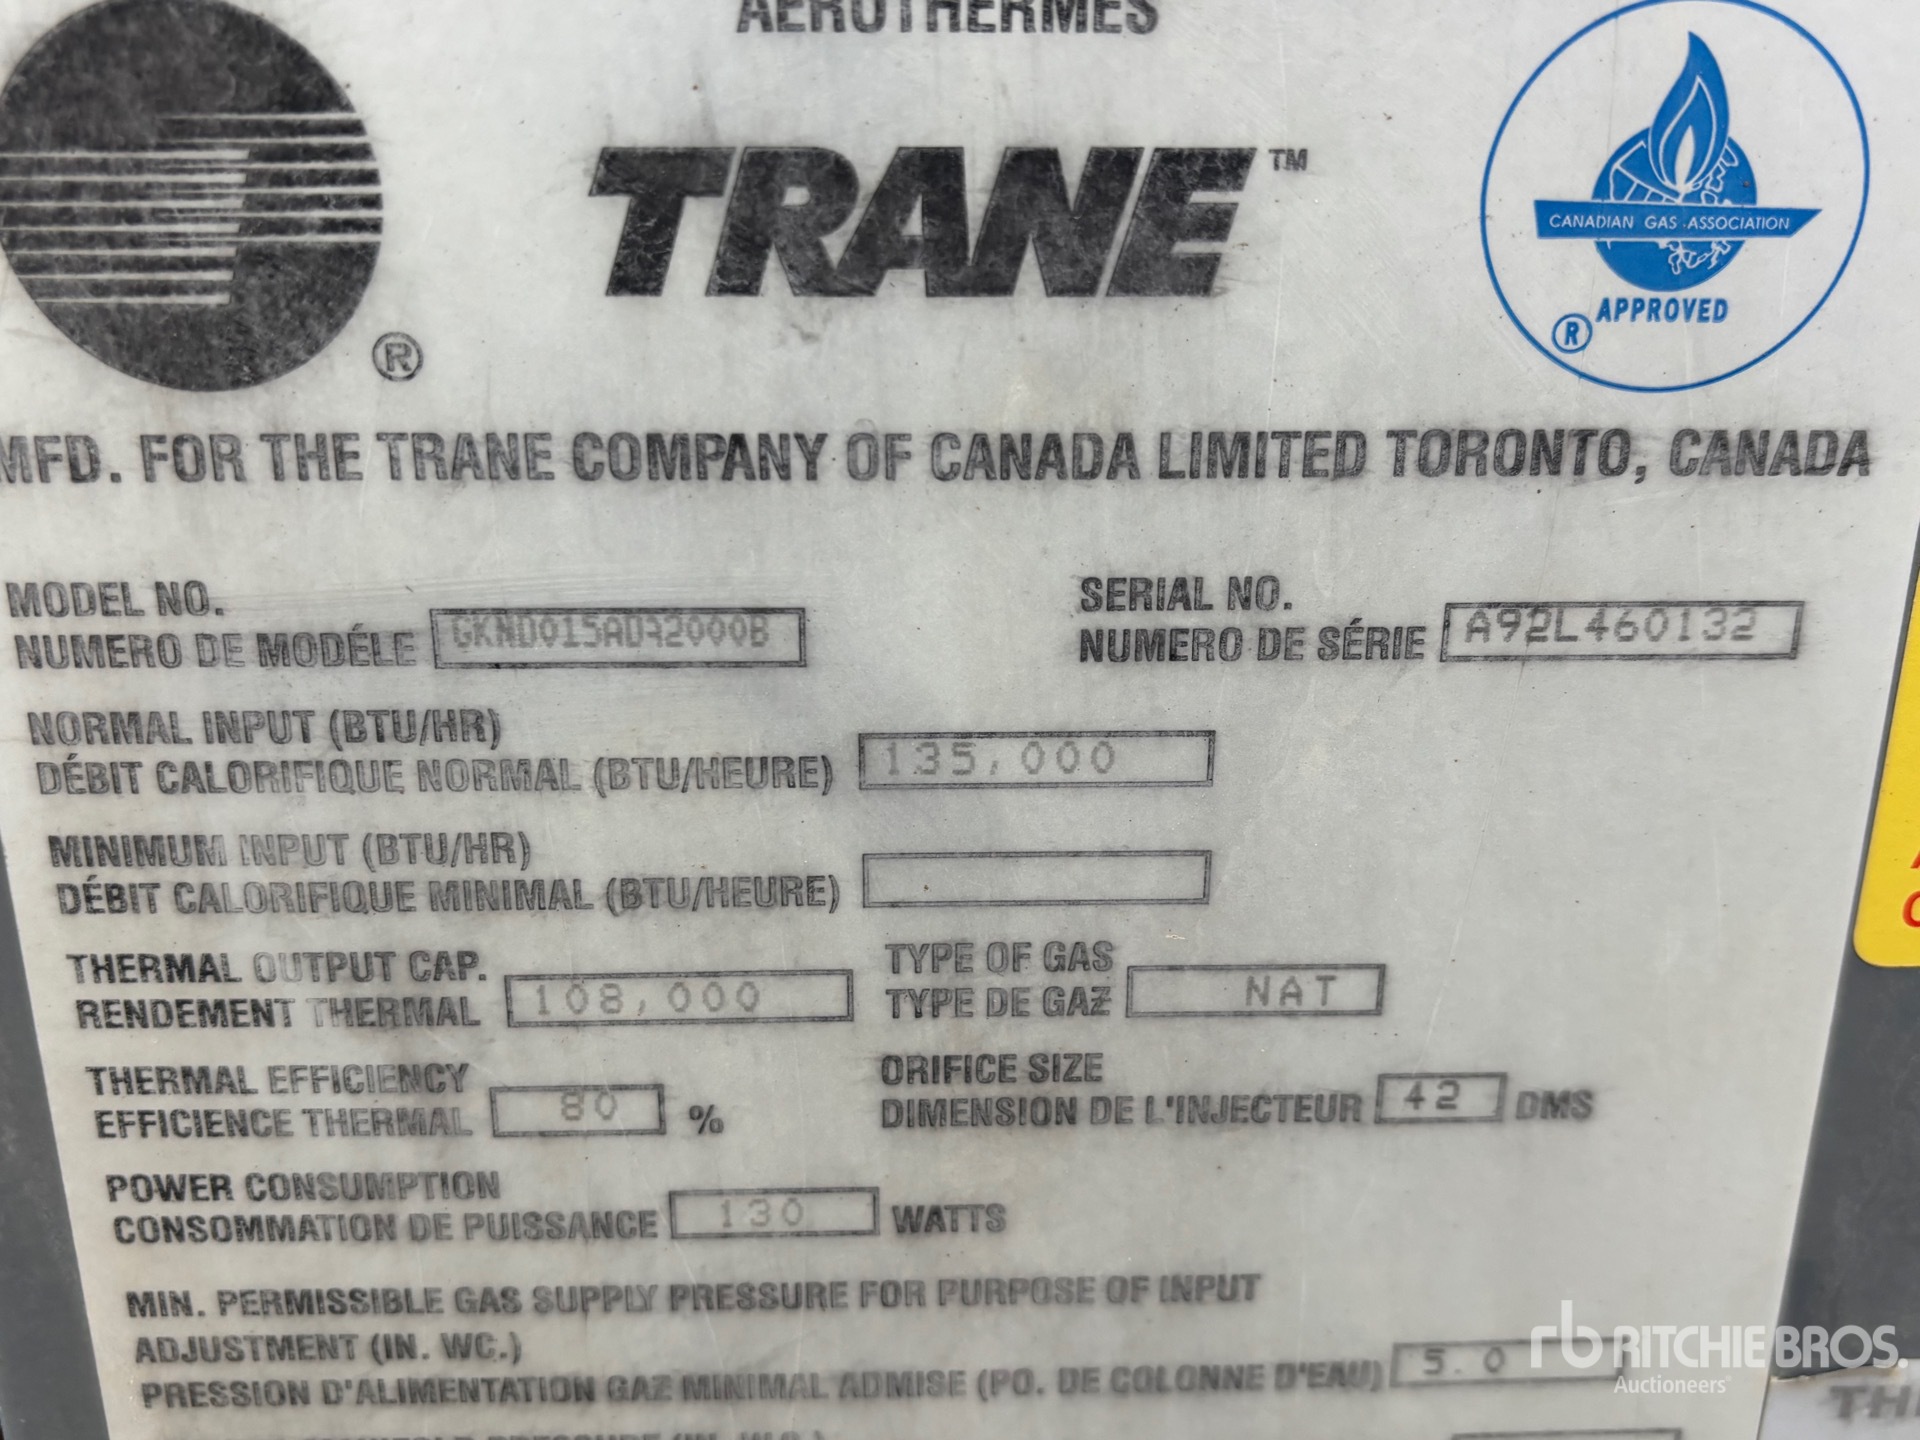 AEROTHERMES
TRANE™
CANADIAN GAS ASSOCIATION
APPROVED
®
®
MFD. FOR THE TRANE COMPANY OF CANADA LIMITED TORONTO, CANADA
MODEL NO.
NUMERO DE MODÉLE
SERIAL NO.
NUMERO DE SÉRIE A92L460132
NORMAL INPUT (BTU/HR)
DÉBIT CALORIFIQUE NORMAL (BTU/HEURE) 135,000
MINIMUM INPUT (BTU/HR)
DÉBIT CALORIFIQUE MINIMAL (BTU/HEURE)
THERMAL OUTPUT CAP.
RENDEMENT THERMAL 108,000
TYPE OF GAS
TYPE DE GAZ NAT
THERMAL EFFICIENCY
EFFICIENCE THERMAL 80 %
ORIFICE SIZE
DIMENSION DE L'INJECTEUR 42 DMS
POWER CONSUMPTION
CONSOMMATION DE PUISSANCE 130 WATTS
MIN. PERMISSIBLE GAS SUPPLY PRESSURE FOR PURPOSE OF INPUT
ADJUSTMENT (IN. WC.)
PRESSION D'ALIMENTATION GAZ MINIMAL ADMISE (PO. DE COLONNE D'EAU) 5.0
rb RITCHIE BROS.
Auctioneers